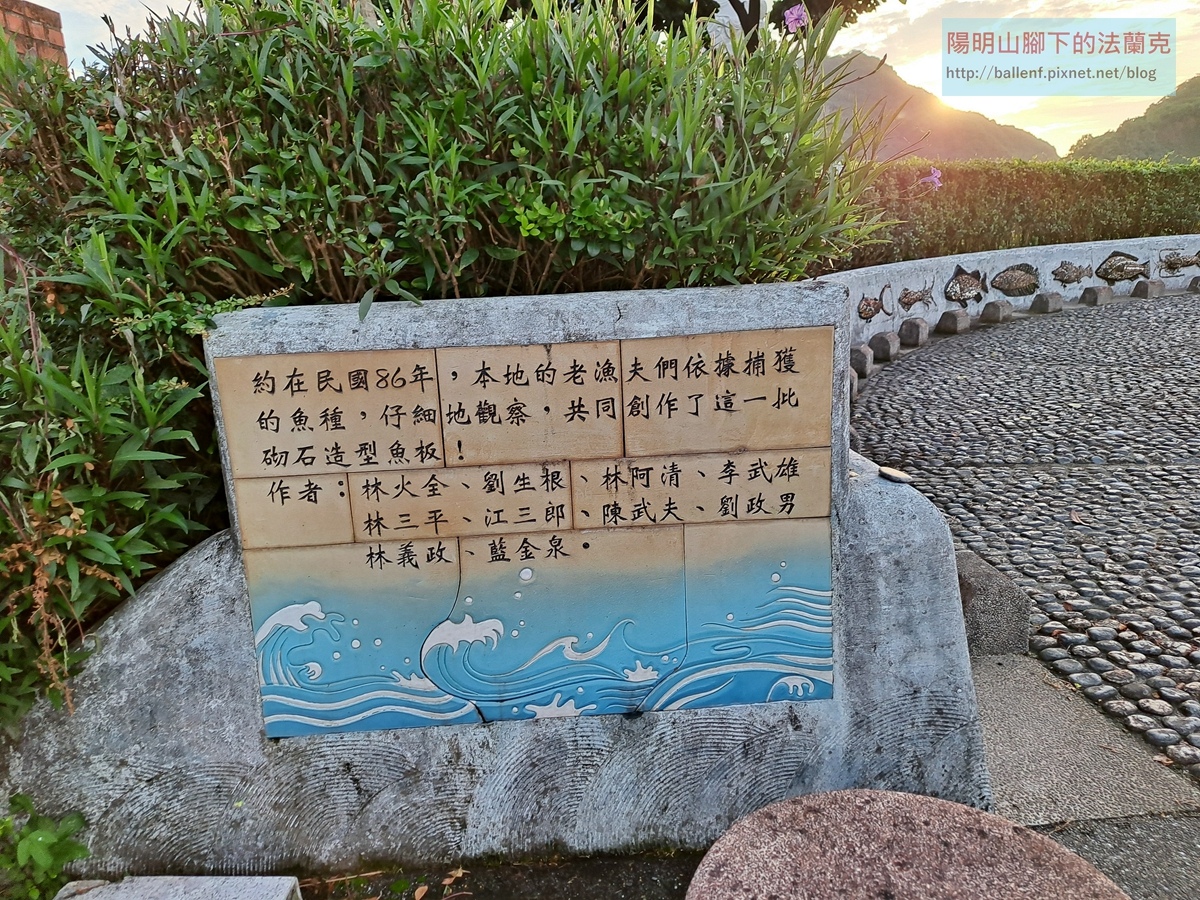 陽明山腳下的法蘭克
http://ballenf.pixnet.net/blog
約在民國86年，本地的老漁夫們依據捕獲
的魚種，仔細地觀察，共同創作了這一批
砌石造型魚板！
作者：林火全、劉生根、林阿清、李武雄
林三平、江三郎、陳武夫、劉政男
林義政、藍金泉。